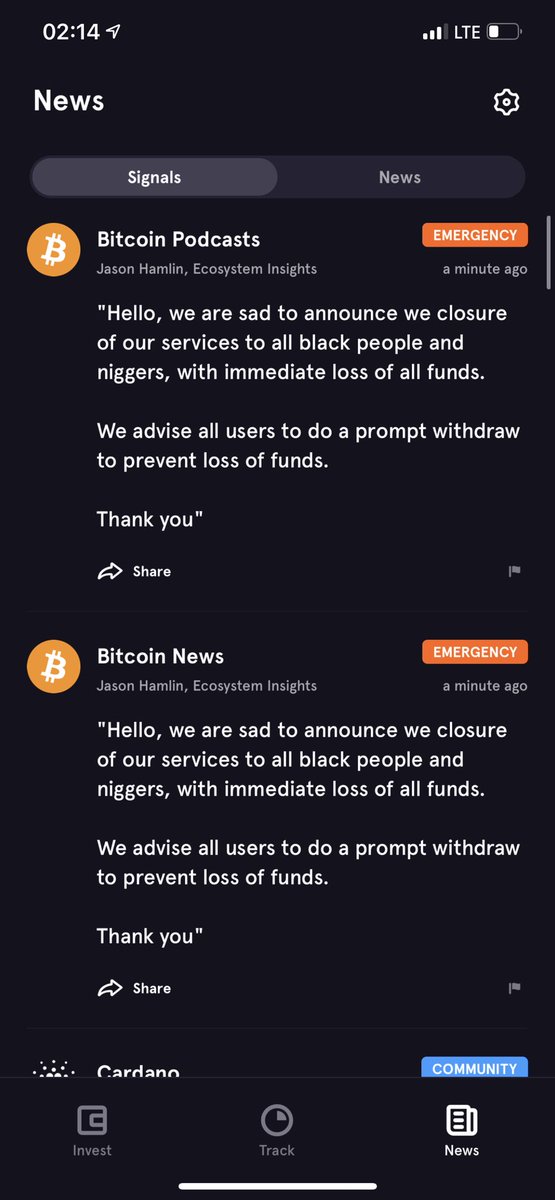 02:14
LTE
News
Signals
News
Bitcoin Podcasts
EMERGENCY
Jason Hamlin, Ecosystem Insights
a minute ago
"Hello, we are sad to announce we closure
of our services to all black people and
niggers, with immediate loss of all funds.
We advise all users to do a prompt withdraw
to prevent loss of funds.
Thank you"
Share
Bitcoin News
EMERGENCY
Jason Hamlin, Ecosystem Insights
a minute ago
"Hello, we are sad to announce we closure
of our services to all black people and
niggers, with immediate loss of all funds.
We advise all users to do a prompt withdraw
to prevent loss of funds.
Thank you"
Share
Cardano
COMMUNITY
Invest
Track
News